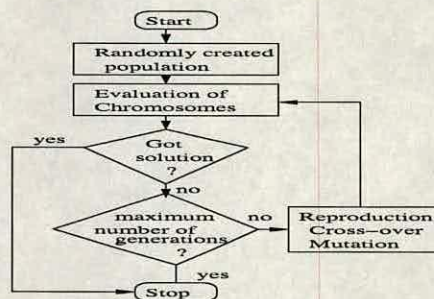 Start
Randomly created
population
Evaluation of
Chromosomes
yes
Got
solution
?
no
maximum
number of
generations
?
no
Reproduction
Cross-over
Mutation
yes
Stop